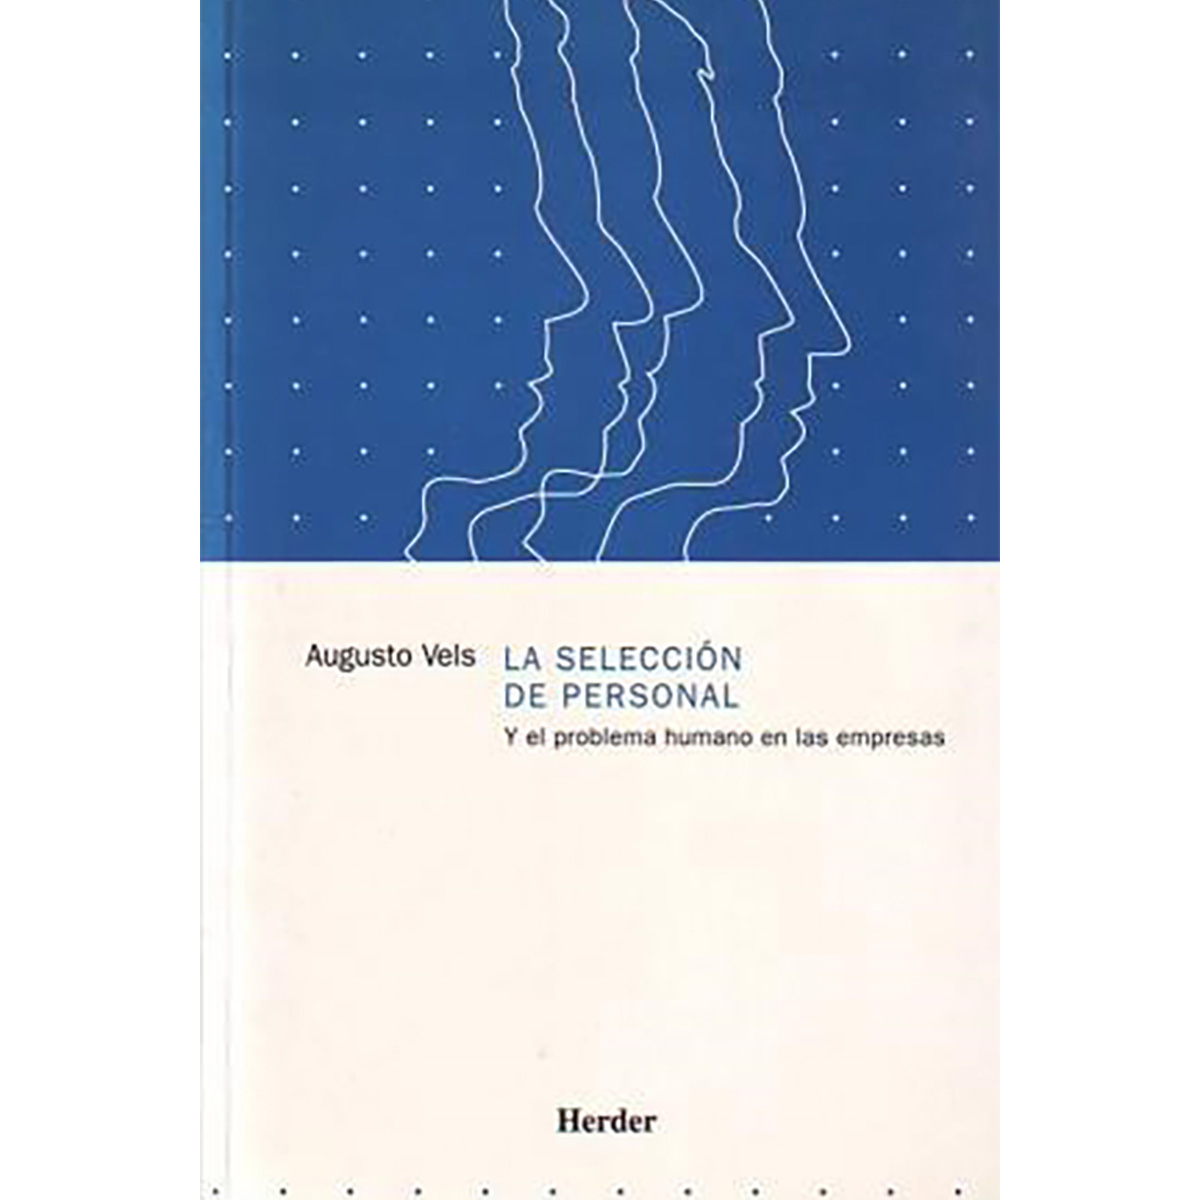 Augusto Vels
LA SELECCIÓN
DE PERSONAL
Y el problema humano en las empresas
Herder